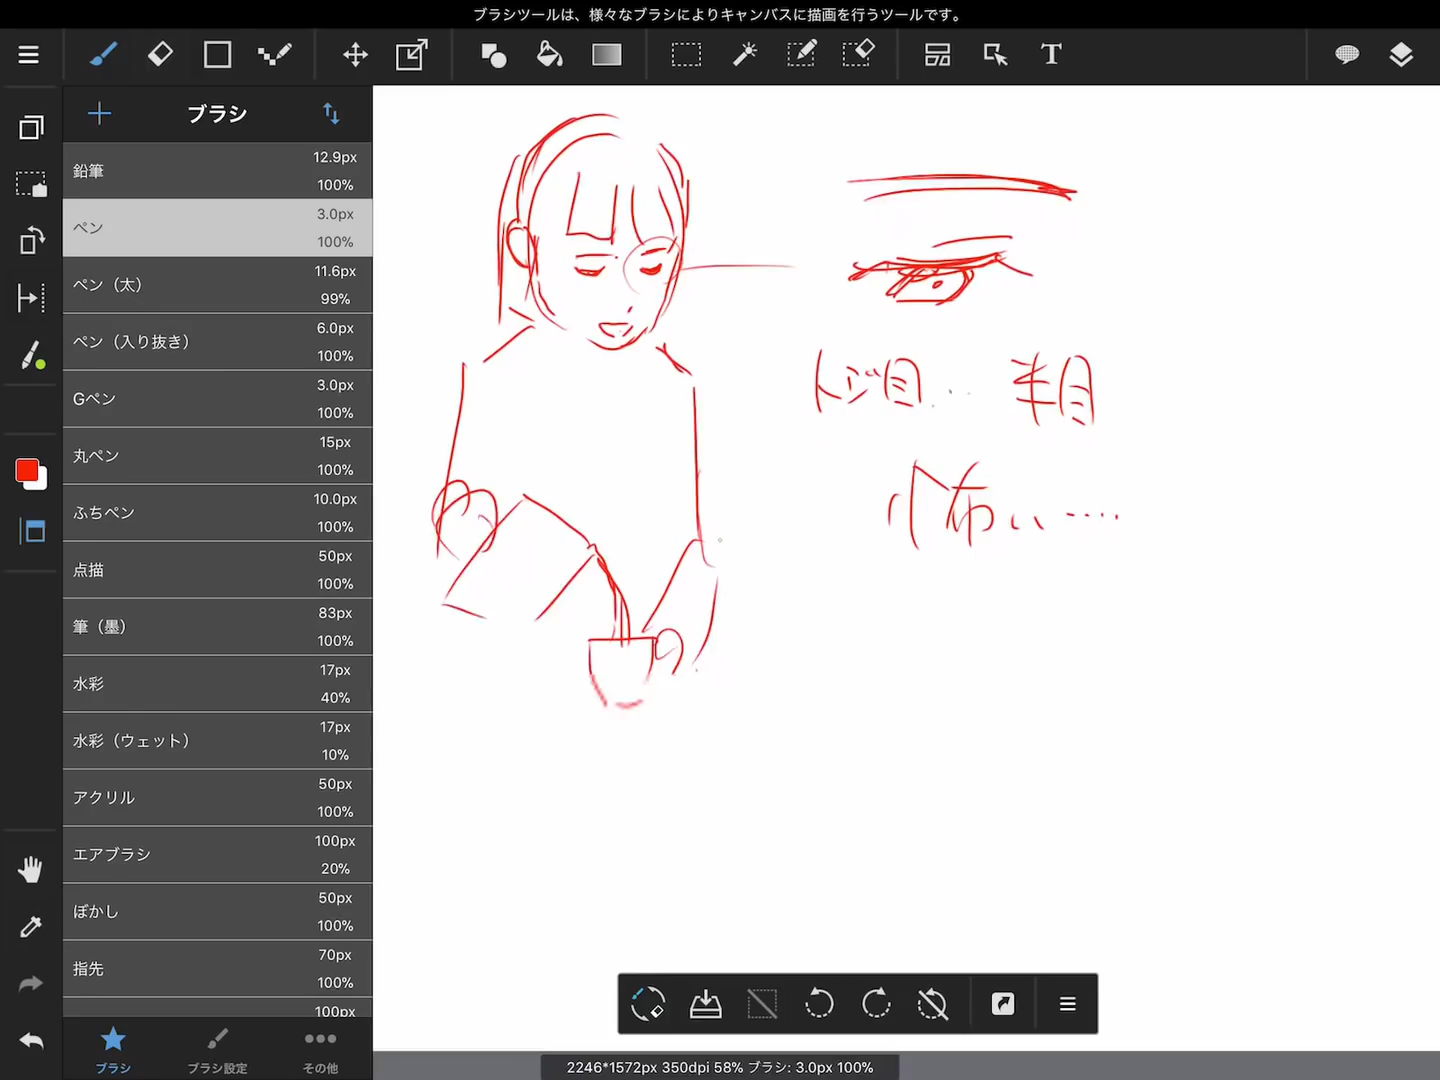 ブラシツールは、様々なブラシによりキャンバスに描画を行うツールです。
T
ブラシ
鉛筆
12.9px
100%
ペン
3.0px
100%
ペン（太）
11.6px
99%
ペン（入り抜き）
6.0px
100%
Gペン
3.0px
100%
丸ペン
15px
100%
ふちペン
10.0px
100%
点描
50px
100%
筆（墨）
83px
100%
水彩
17px
40%
水彩（ウェット）
17px
10%
アクリル
50px
100%
エアブラシ
100px
20%
ぼかし
50px
100%
指先
70px
100%
100px
ブラシ
ブラシ設定
その他
トジ目... 半目
怖い....
2246*1572px 350dpi 58% ブラシ: 3.0px 100%